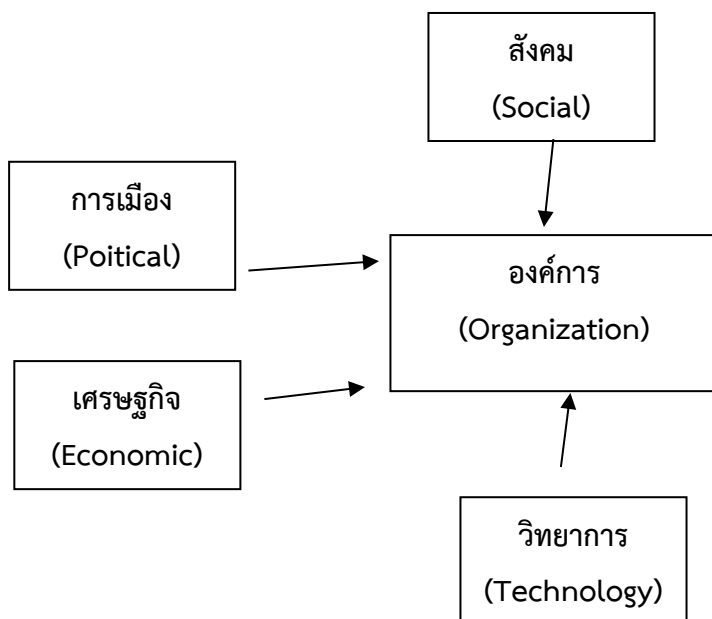 สังคม
(Social)
การเมือง
(Poitical)
องค์การ
(Organization)
เศรษฐกิจ
(Economic)
วิทยาการ
(Technology)